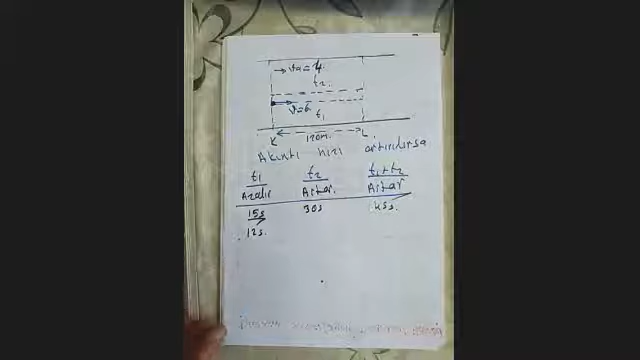 va = 4.
t₂
v = 6.
t₁
K 120m. L
Akıntı hızı artırılırsa
t₁ t₂ t₁+t₂
Azalır Artar. Artar
15s 30s 45s.
12s.